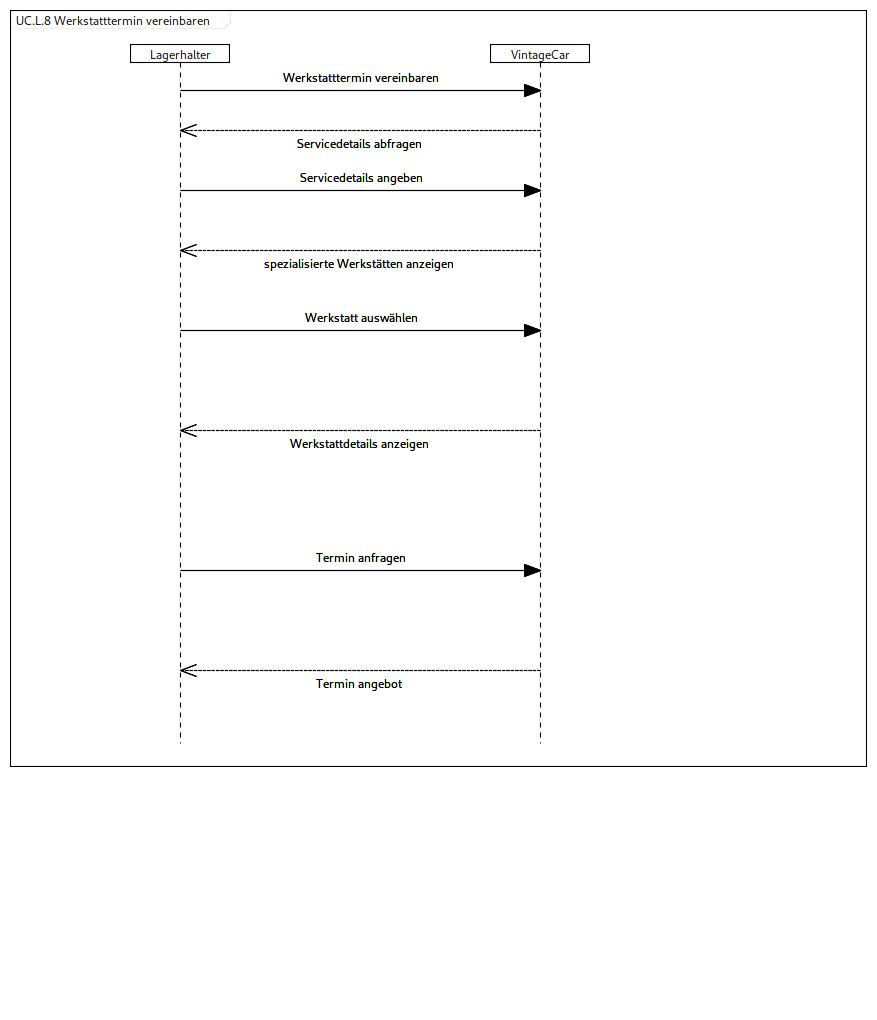 UC.L.8 Werkstatttermin vereinbaren
Lagerhalter
VintageCar
Werkstatttermin vereinbaren
Servicedetails abfragen
Servicedetails angeben
spezialisierte Werkstätten anzeigen
Werkstatt auswählen
Werkstattdetails anzeigen
Termin anfragen
Termin angebot